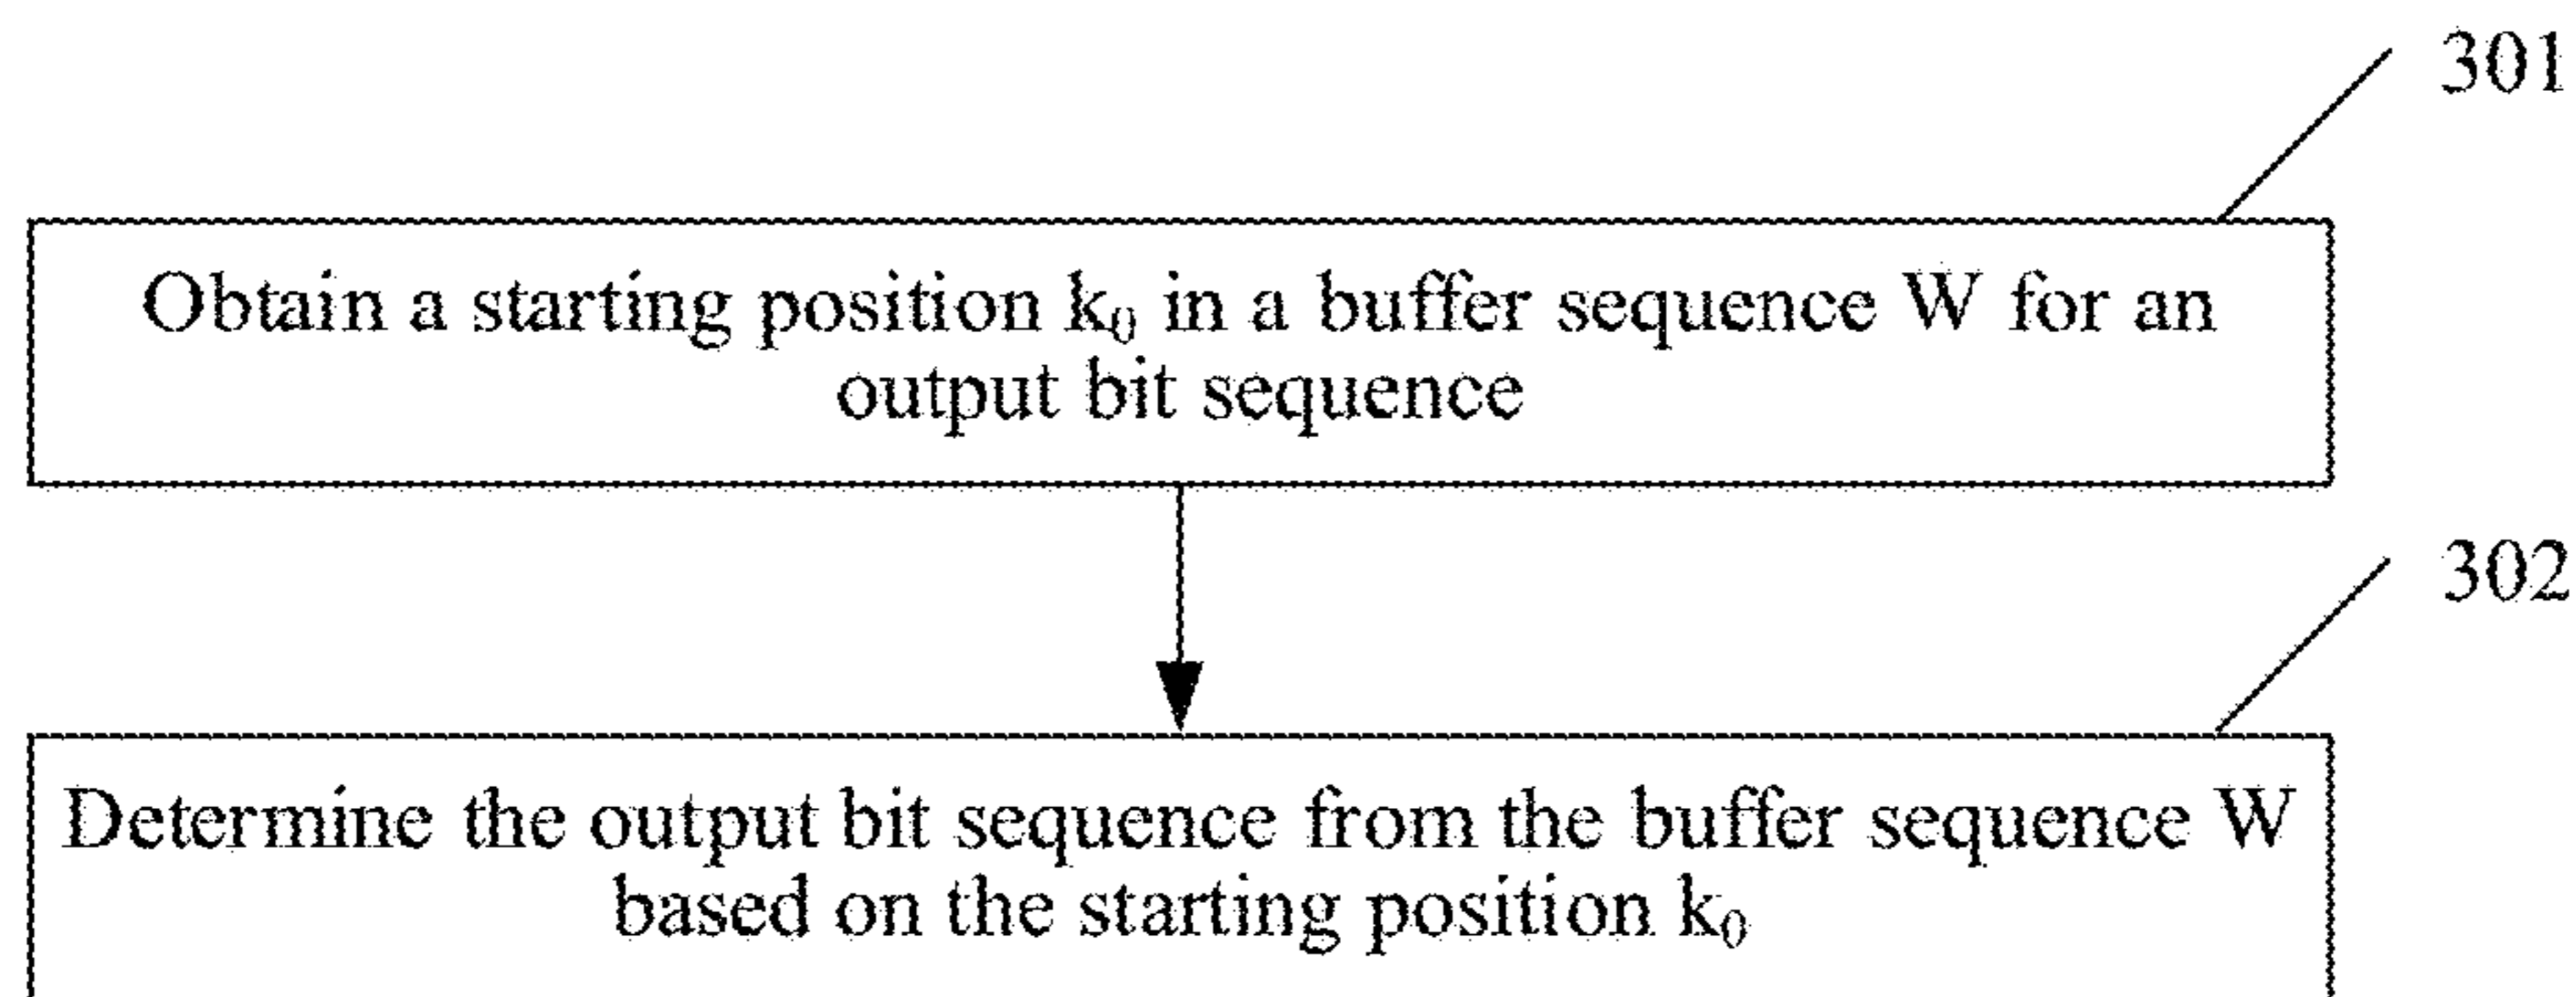 301
Obtain a starting position k₀ in a buffer sequence W for an
output bit sequence
302
Determine the output bit sequence from the buffer sequence W
based on the starting position k₀